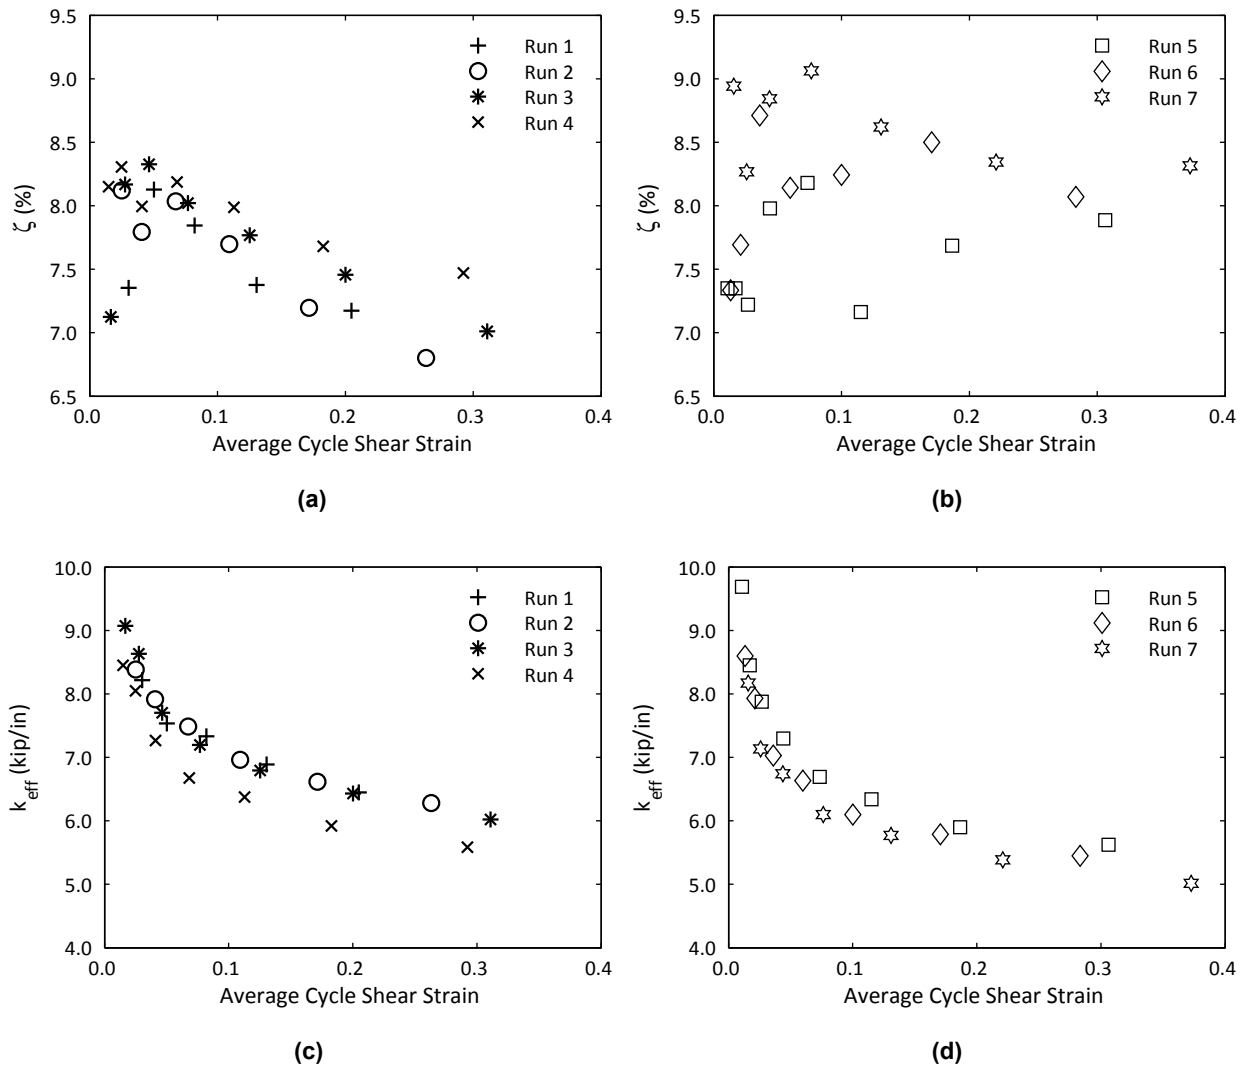 9.5
9.0
8.5
8.0
7.5
7.0
6.5
ζ (%)
Run 1
Run 2
Run 3
Run 4
0.0 0.1 0.2 0.3 0.4
Average Cycle Shear Strain
(a)
9.5
9.0
8.5
8.0
7.5
7.0
6.5
ζ (%)
Run 5
Run 6
Run 7
0.0 0.1 0.2 0.3 0.4
Average Cycle Shear Strain
(b)
10.0
9.0
8.0
7.0
6.0
5.0
4.0
k_eff (kip/in)
Run 1
Run 2
Run 3
Run 4
0.0 0.1 0.2 0.3 0.4
Average Cycle Shear Strain
(c)
10.0
9.0
8.0
7.0
6.0
5.0
4.0
k_eff (kip/in)
Run 5
Run 6
Run 7
0.0 0.1 0.2 0.3 0.4
Average Cycle Shear Strain
(d)